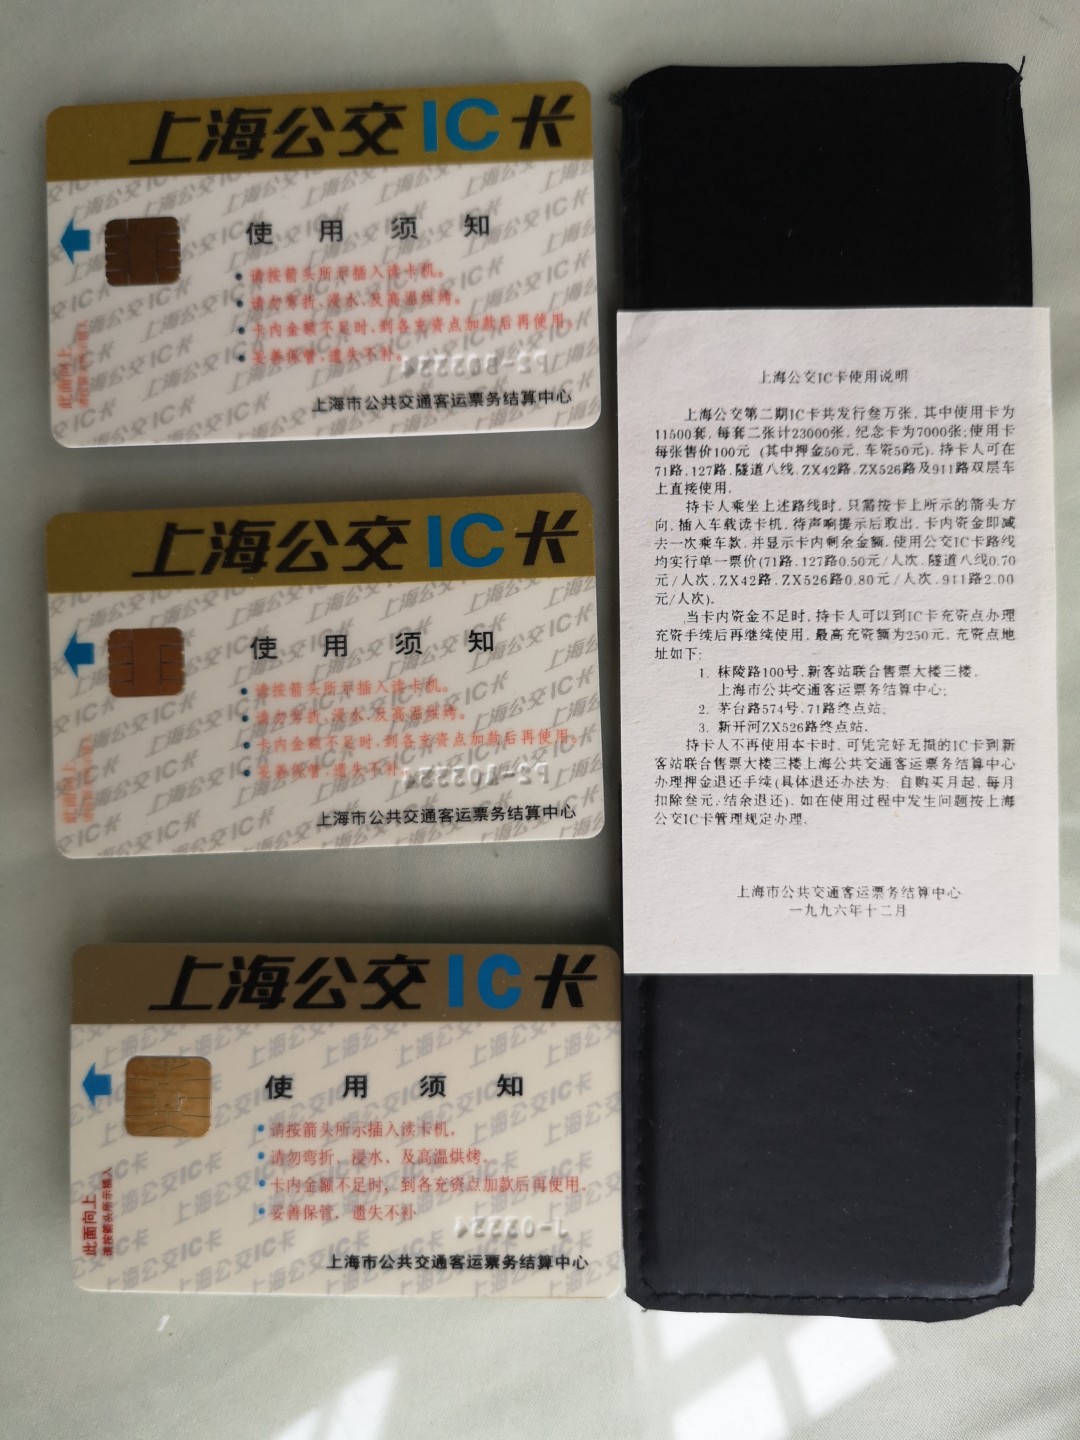 上海公交IC卡
使用须知
请按箭头所示插入读卡机。
请勿弯折、浸水、及高温烘烤。
卡内金额不足时、到各充资点加款后再使用。
妥善保管、遗失不补。
此面向上
上海市公共交通客运票务结算中心
上海公交IC卡
使用须知
请按箭头所示插入读卡机。
请勿弯折、浸水、及高温烘烤。
卡内金额不足时、到各充资点加款后再使用。
妥善保管、遗失不补。
此面向上
上海市公共交通客运票务结算中心
上海公交IC卡
使用须知
请按箭头所示插入读卡机.
请勿弯折、浸水、及高温烘烤.
卡内金额不足时，到各充资点加款后再使用.
妥善保管、遗失不补
此面向上
请按箭头所示插入
上海市公共交通客运票务结算中心
上海公交IC卡使用说明
上海公交第二期IC卡共发行叁万张，其中使用卡为
11500套，每套二张计23000张，纪念卡为7000张；使用卡
每张售价100元（其中押金50元，车资50元），持卡人可在
71路，127路，隧道八线，ZX42路，ZX526路及911路双层车
上直接使用。
持卡人乘坐上述路线时，只需按卡上所示的箭头方
向，插入车载读卡机，待声响提示后取出，卡内资金即减
去一次乘车款，并显示卡内剩余金额，使用公交IC卡路线
均实行单一票价(71路，127路0.50元/人次，隧道八线0.70
元/人次，ZX42路，ZX526路0.80元/人次，911路2.00
元/人次)。
当卡内资金不足时，持卡人可以到IC卡充资点办理
充资手续后再继续使用，最高充资额为250元，充资点地
址如下：
1. 秣陵路100号，新客站联合售票大楼三楼，
上海市公共交通客运票务结算中心；
2. 茅台路574号，71路终点站；
3. 新开河ZX526路终点站。
持卡人不再使用本卡时，可凭完好无损的IC卡到新
客站联合售票大楼三楼上海公共交通客运票务结算中心
办理押金退还手续(具体退还办法为：自购买月起，每月
扣除叁元，结余退还)，如在使用过程中发生问题按上海
公交IC卡管理规定办理。
上海市公共交通客运票务结算中心
一九九六年十二月